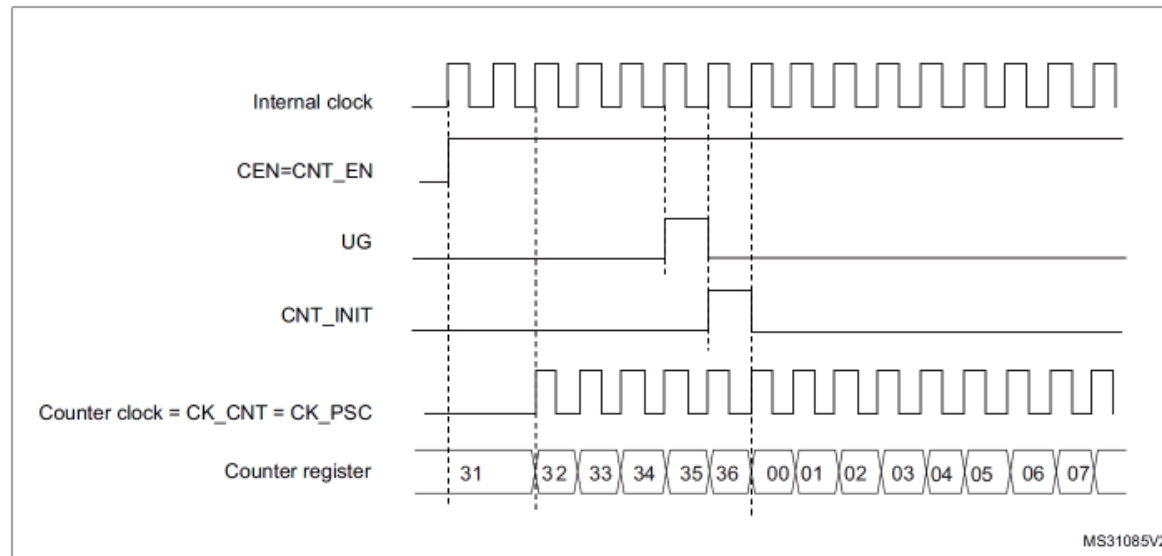 Internal clock
CEN=CNT_EN
UG
CNT_INIT
Counter clock = CK_CNT = CK_PSC
Counter register 31 32 33 34 35 36 00 01 02 03 04 05 06 07
MS31085V2